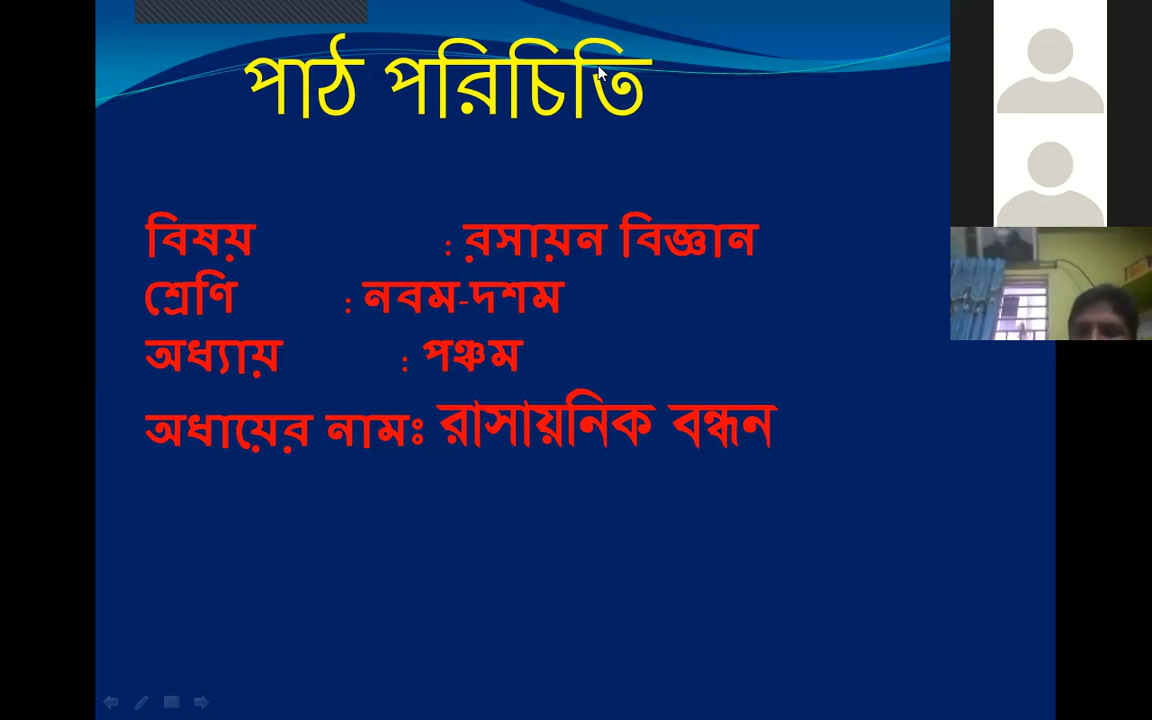 পাঠ পরিচিতি
বিষয় : রসায়ন বিজ্ঞান
শ্রেণি : নবম-দশম
অধ্যায় : পঞ্চম
অধায়ের নামঃ রাসায়নিক বন্ধন